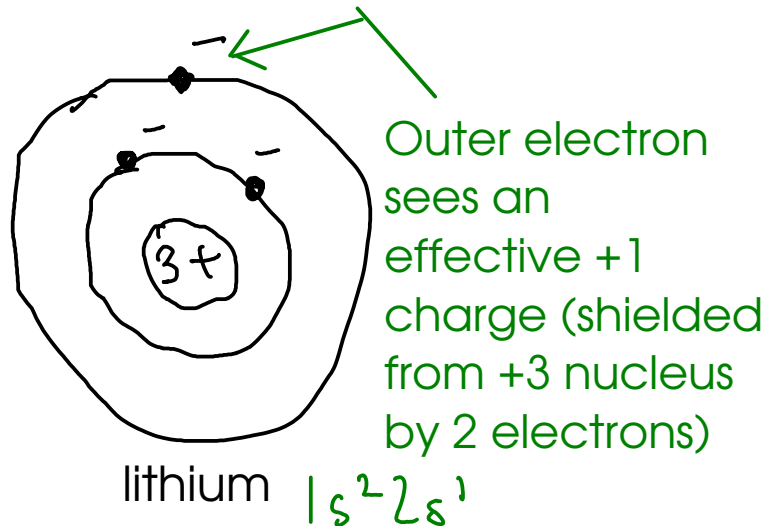 3+
Outer electron
sees an
effective +1
charge (shielded
from +3 nucleus
by 2 electrons)
lithium 1s²2s¹